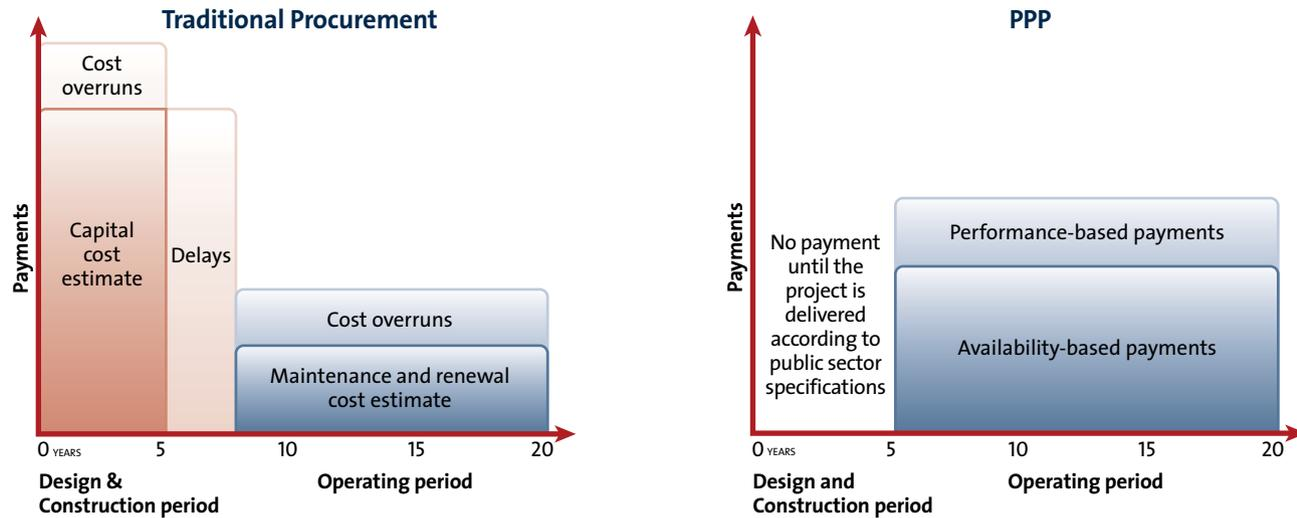 Traditional Procurement
Cost
overruns
Capital
cost
estimate
Delays
Cost overruns
Maintenance and renewal
cost estimate
Payments
0 YEARS 5 10 15 20
Design &
Construction period
Operating period
PPP
Payments
No payment
until the
project is
delivered
according to
public sector
specifications
Performance-based payments
Availability-based payments
0 YEARS 5 10 15 20
Design and
Construction period
Operating period